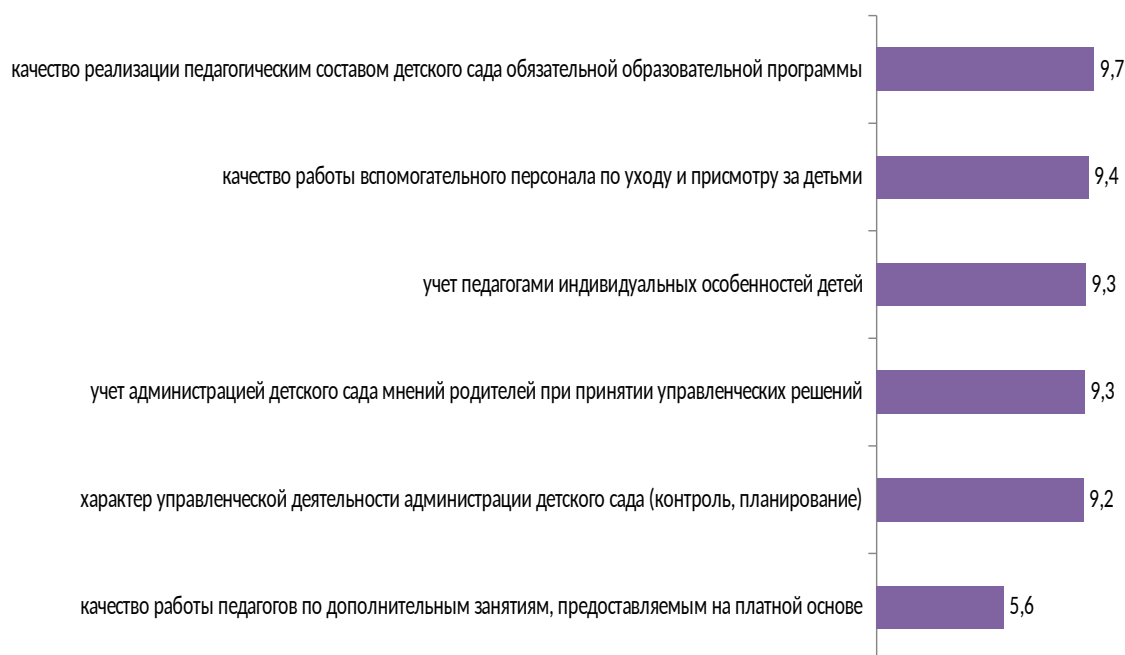 качество реализации педагогическим составом детского сада обязательной образовательной программы 9,7
качество работы вспомогательного персонала по уходу и присмотру за детьми 9,4
учет педагогами индивидуальных особенностей детей 9,3
учет администрацией детского сада мнений родителей при принятии управленческих решений 9,3
характер управленческой деятельности администрации детского сада (контроль, планирование) 9,2
качество работы педагогов по дополнительным занятиям, предоставляемым на платной основе 5,6